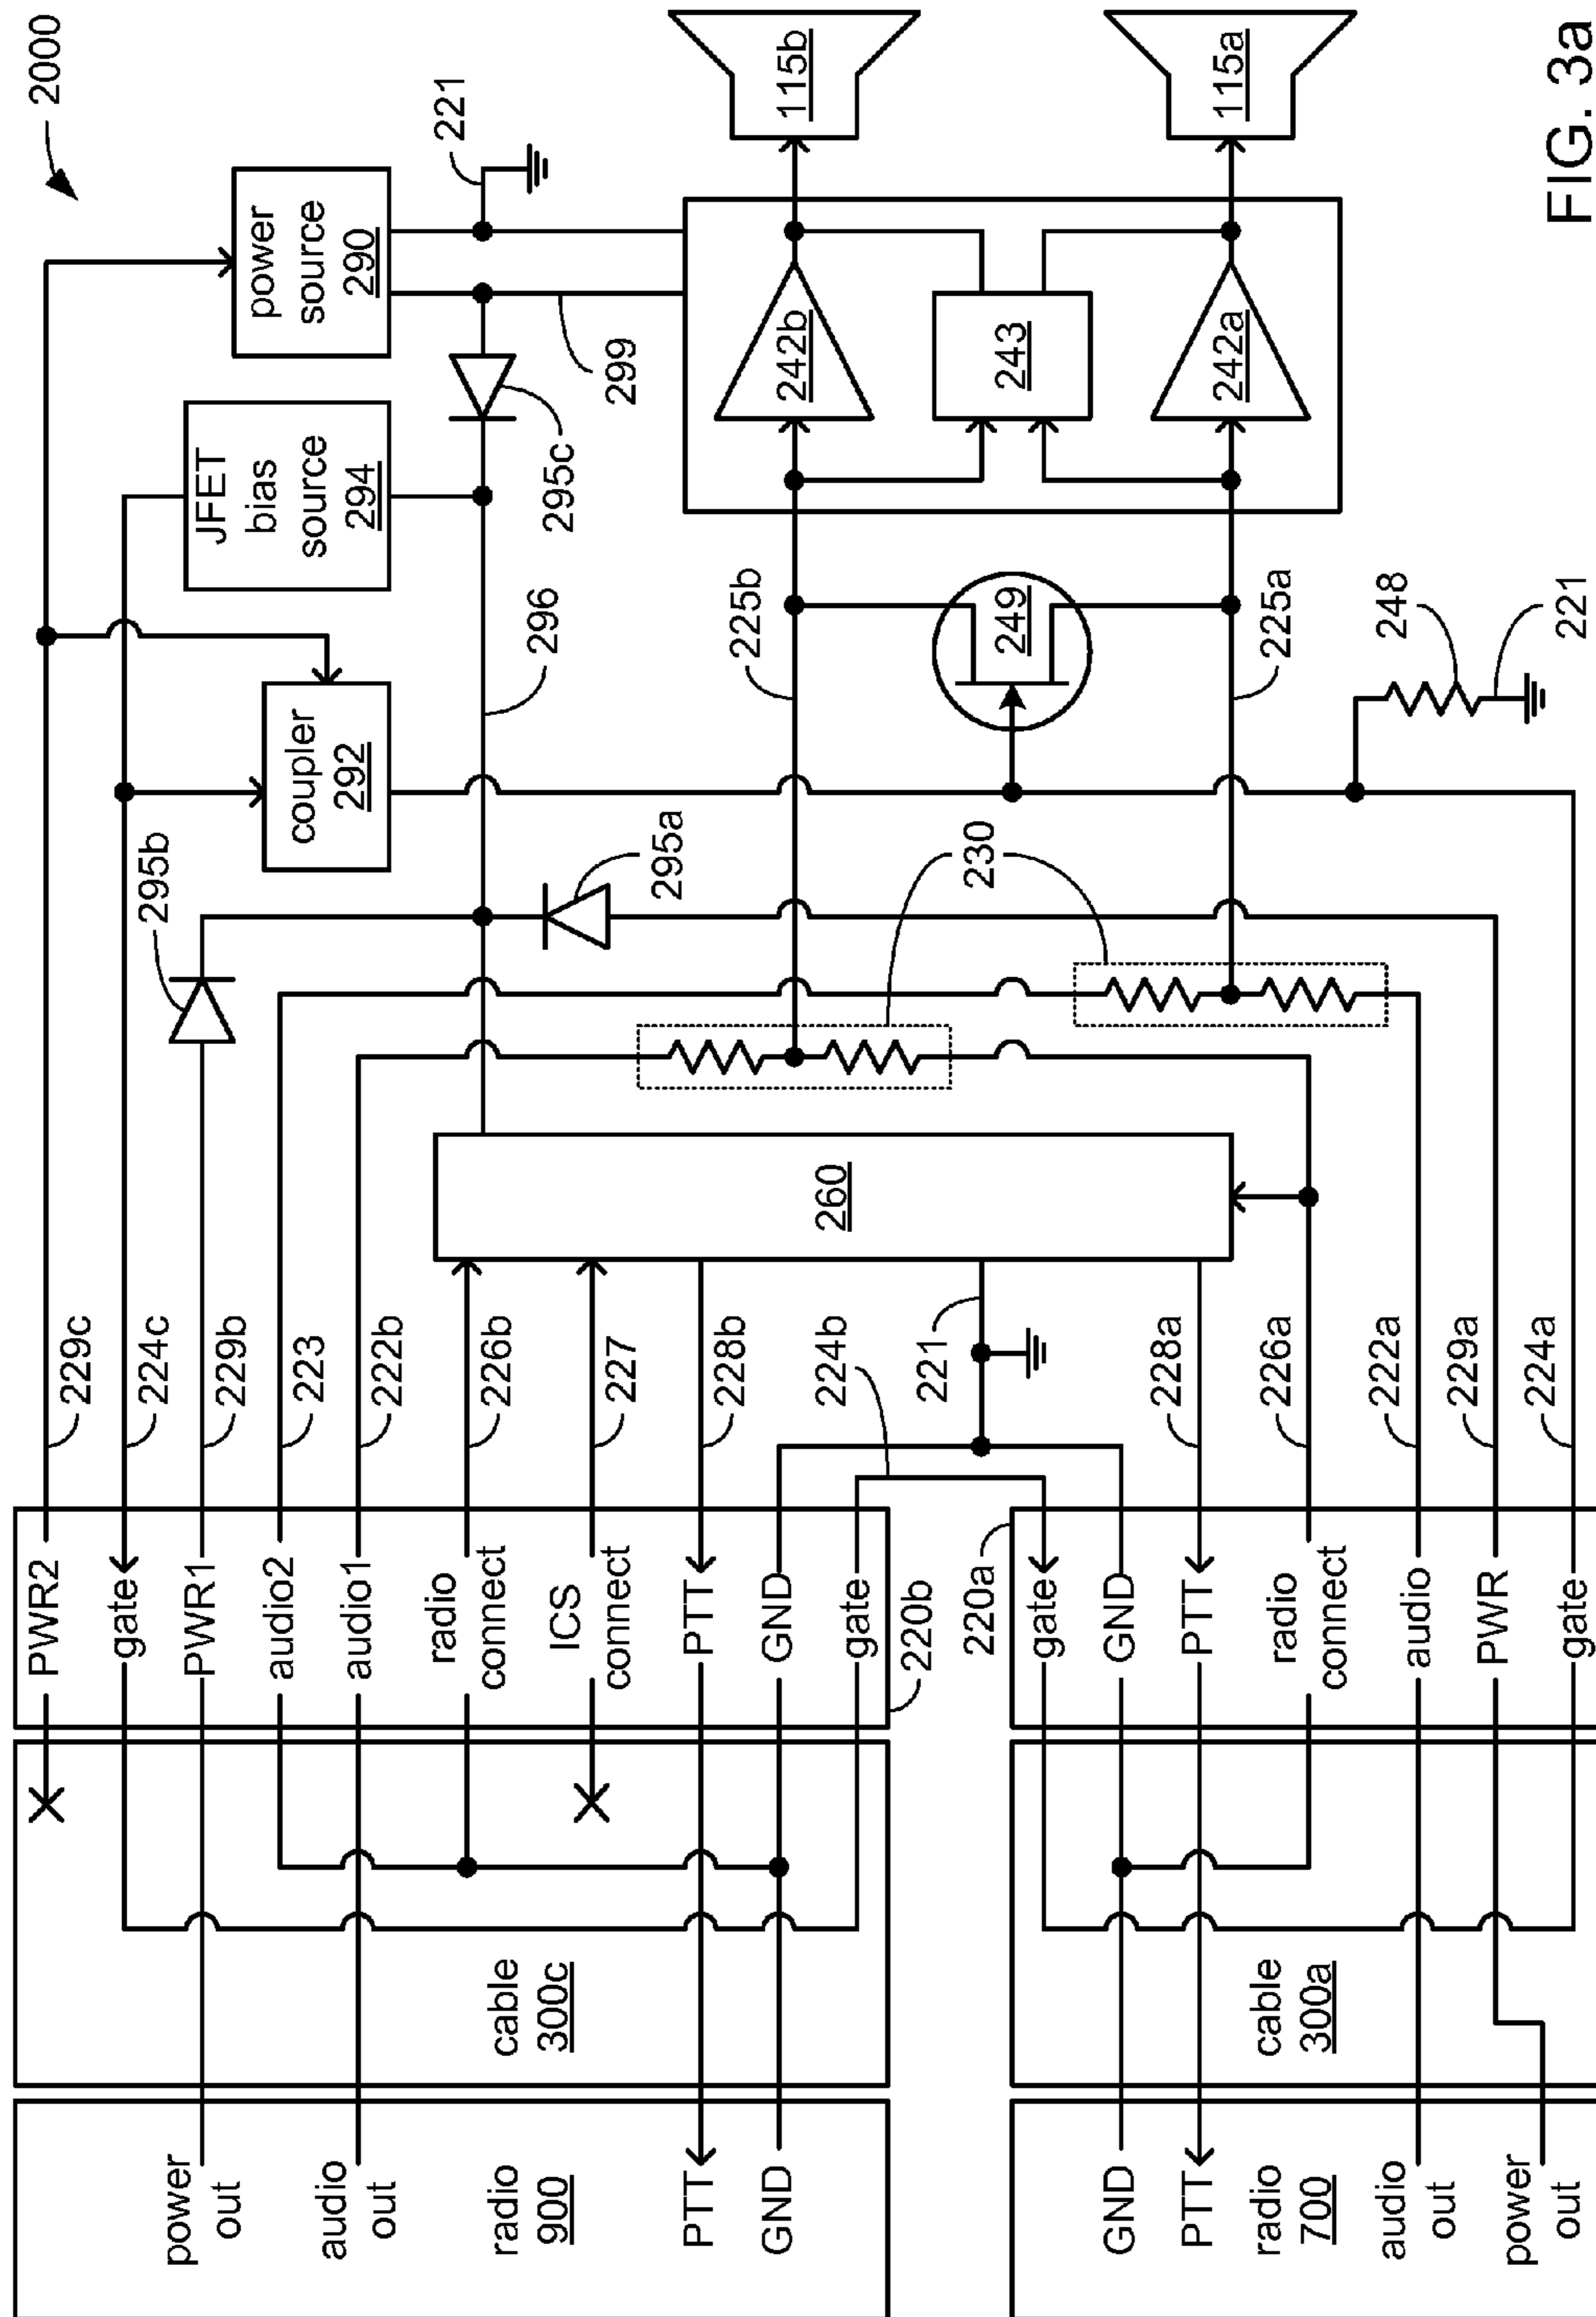 2000
power
source
290
221
115b
JFET
bias
source
294
295c
299
242b
243
242a
115a
coupler
292
296
225b
249
225a
248
221
295b
295a
230
260
229c
224c
229b
223
222b
226b
227
228b
224b
221
228a
226a
222a
229a
224a
PWR2
gate
PWR1
audio2
audio1
radio
connect
ICS
connect
PTT
GND
gate
220b
220a
gate
GND
PTT
radio
connect
audio
PWR
gate
cable
300c
cable
300a
power
out
audio
out
radio
900
PTT
GND
GND
PTT
radio
700
audio
out
power
out
FIG. 3a